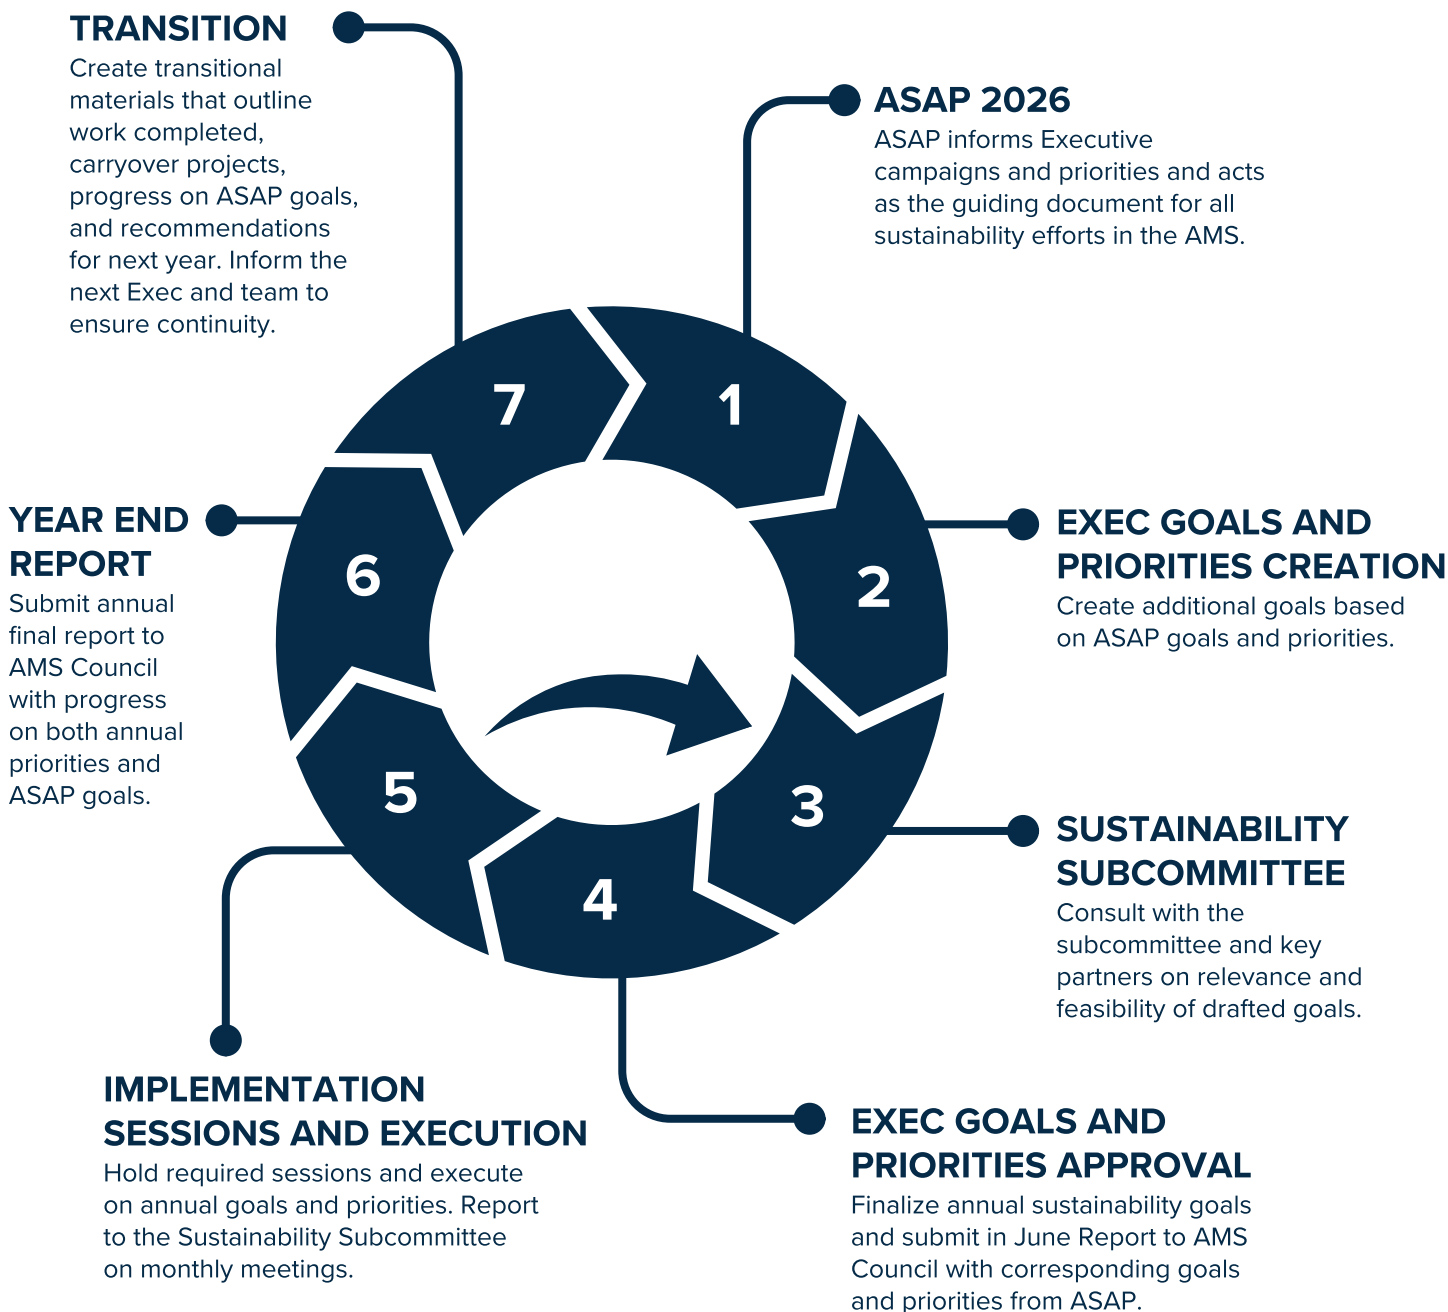 TRANSITION
Create transitional
materials that outline
work completed,
carryover projects,
progress on ASAP goals,
and recommendations
for next year. Inform the
next Exec and team to
ensure continuity.
ASAP 2026
ASAP informs Executive
campaigns and priorities and acts
as the guiding document for all
sustainability efforts in the AMS.
7
1
YEAR END
REPORT
Submit annual
final report to
AMS Council
with progress
on both annual
priorities and
ASAP goals.
6
2
EXEC GOALS AND
PRIORITIES CREATION
Create additional goals based
on ASAP goals and priorities.
5
3
4
SUSTAINABILITY
SUBCOMMITTEE
Consult with the
subcommittee and key
partners on relevance and
feasibility of drafted goals.
IMPLEMENTATION
SESSIONS AND EXECUTION
Hold required sessions and execute
on annual goals and priorities. Report
to the Sustainability Subcommittee
on monthly meetings.
EXEC GOALS AND
PRIORITIES APPROVAL
Finalize annual sustainability goals
and submit in June Report to AMS
Council with corresponding goals
and priorities from ASAP.